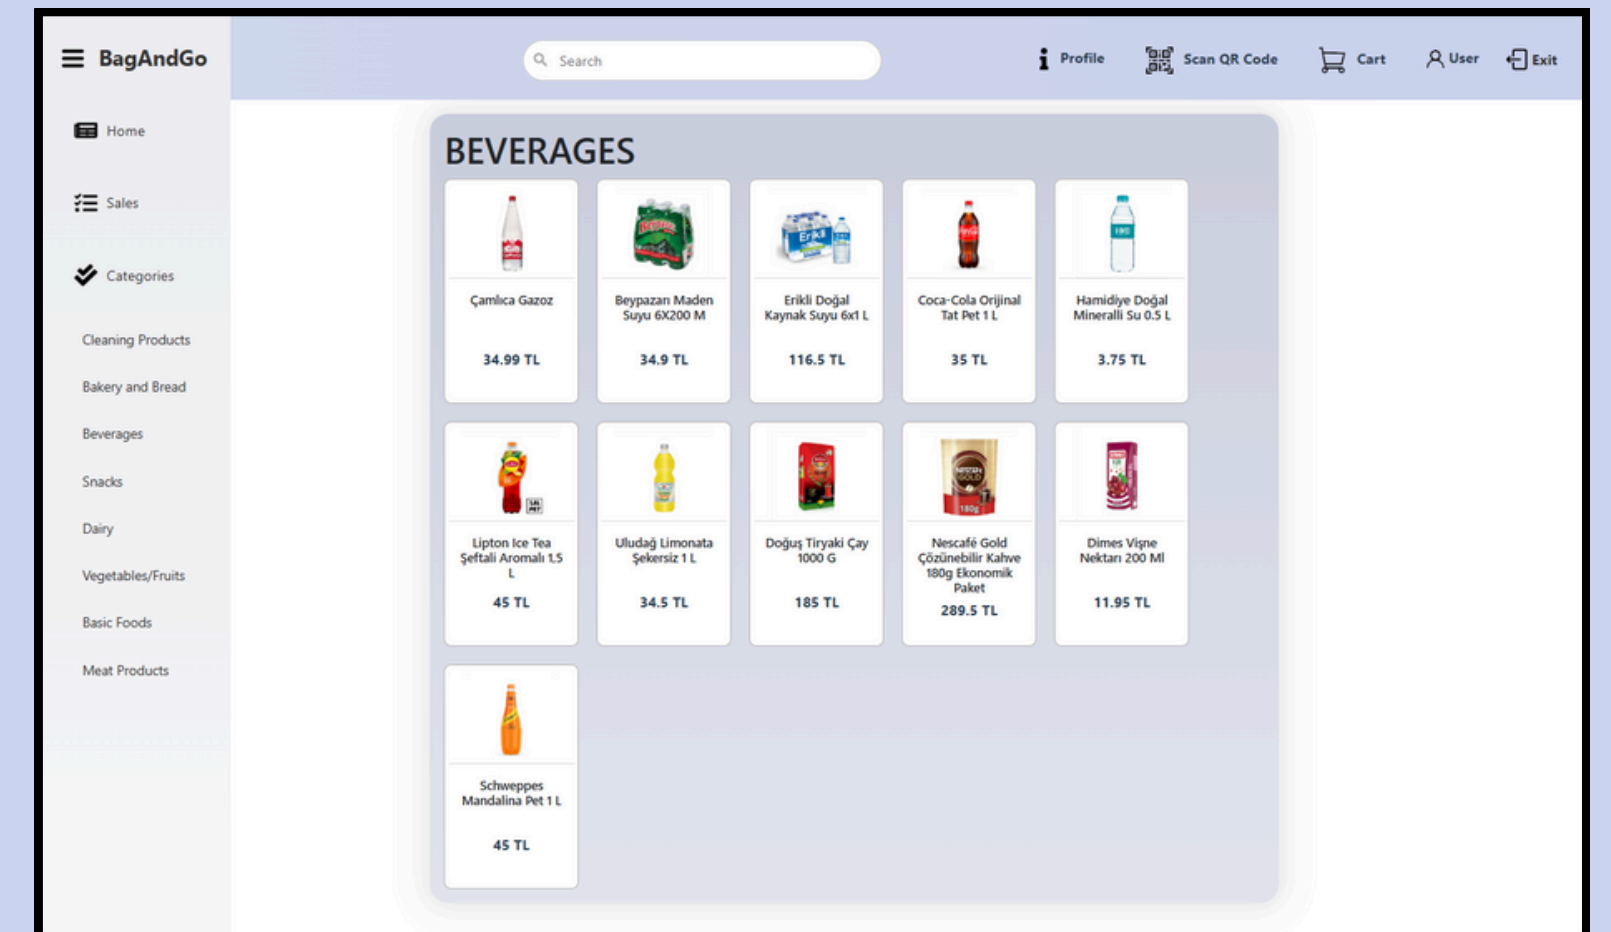 BagAndGo
Search
Profile
Scan QR Code
Cart
User
Exit
Home
Sales
Categories
Cleaning Products
Bakery and Bread
Beverages
Snacks
Dairy
Vegetables/Fruits
Basic Foods
Meat Products
BEVERAGES
Çamlıca Gazoz
34.99 TL
Beypazarı Maden
Suyu 6X200 M
34.9 TL
Erikli
Erikli Doğal
Kaynak Suyu 6x1 L
116.5 TL
Coca-Cola Orijinal
Tat Pet 1 L
35 TL
Hamidiye Doğal
Mineralli Su 0.5 L
3.75 TL
Lipton Ice Tea
Şeftali Aromalı 1,5
L
45 TL
Uludağ Limonata
Şekersiz 1 L
34.5 TL
Doğuş Tiryaki Çay
1000 G
185 TL
NESCAFÉ
GOLD
180g
Nescafé Gold
Çözünebilir Kahve
180g Ekonomik
Paket
289.5 TL
Dimes Vişne
Nektarı 200 Ml
11.95 TL
Schweppes
Mandalina Pet 1 L
45 TL